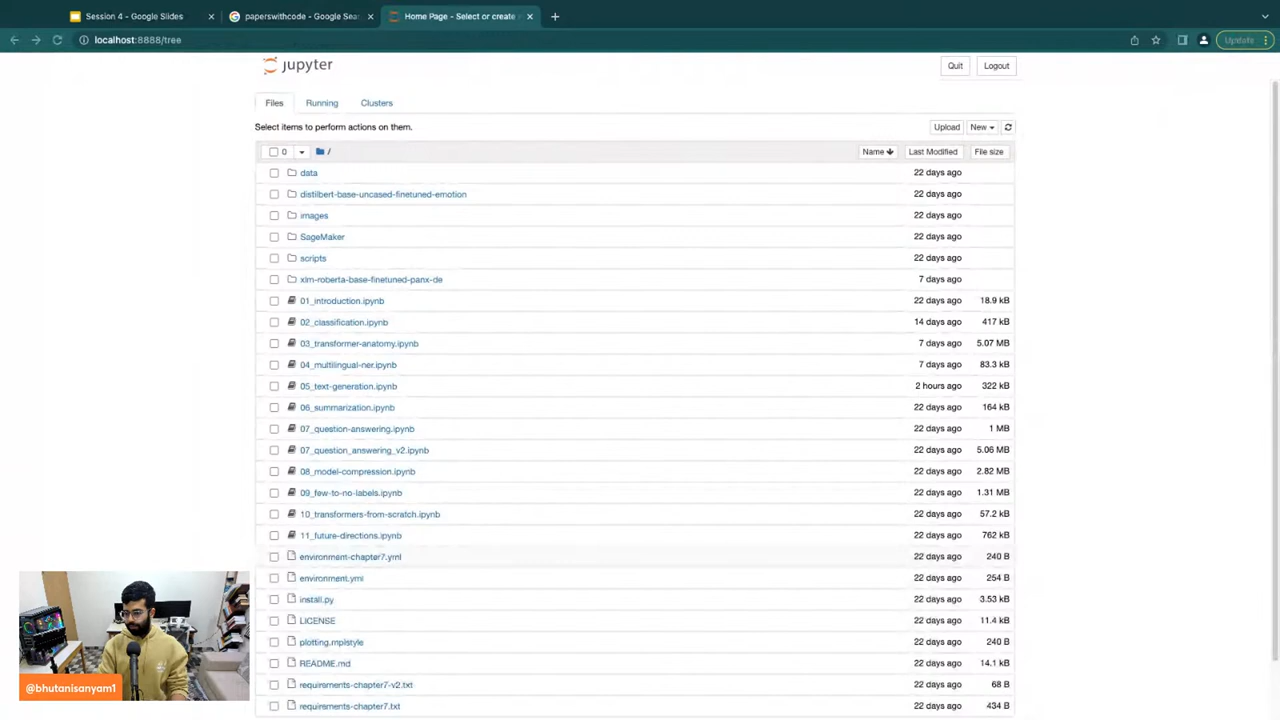 Session 4 - Google Slides
paperswithcode - Google Sea
Home Page - Select or create
localhost:8888/tree
Update
jupyter
Quit
Logout
Files
Running
Clusters
Select items to perform actions on them.
Upload
New
0
/
Name
Last Modified
File size
data
22 days ago
distilbert-base-uncased-finetuned-emotion
22 days ago
images
22 days ago
SageMaker
22 days ago
scripts
22 days ago
xlm-roberta-base-finetuned-panx-de
7 days ago
01_introduction.ipynb
22 days ago
18.9 kB
02_classification.ipynb
14 days ago
417 kB
03_transformer-anatomy.ipynb
7 days ago
5.07 MB
04_multilingual-ner.ipynb
7 days ago
83.3 kB
05_text-generation.ipynb
2 hours ago
322 kB
06_summarization.ipynb
22 days ago
164 kB
07_question-answering.ipynb
22 days ago
1 MB
07_question_answering_v2.ipynb
22 days ago
5.06 MB
08_model-compression.ipynb
22 days ago
2.82 MB
09_few-to-no-labels.ipynb
22 days ago
1.31 MB
10_transformers-from-scratch.ipynb
22 days ago
57.2 kB
11_future-directions.ipynb
22 days ago
762 kB
environment-chapter7.yml
22 days ago
240 B
environment.yml
22 days ago
254 B
install.py
22 days ago
3.53 kB
LICENSE
22 days ago
11.4 kB
plotting.mplstyle
22 days ago
240 B
README.md
22 days ago
14.1 kB
requirements-chapter7-v2.txt
22 days ago
68 B
requirements-chapter7.txt
22 days ago
434 B
@bhutanisanyam1